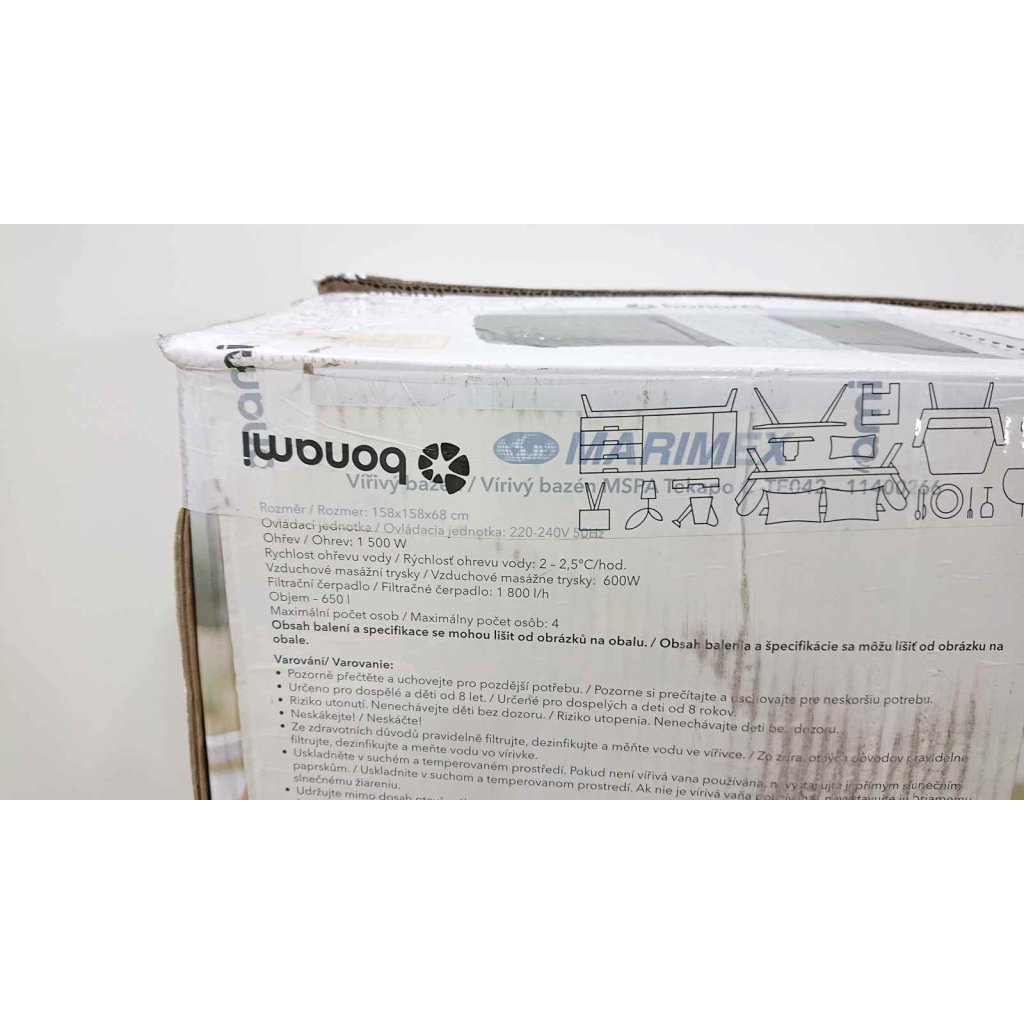 bonami
MARIMEX
Vířivý bazén / Vírivý bazén MSPA Tekapo TE042 11400266
Rozměr / Rozmer: 158x158x68 cm
Ovládací jednotka / Ovládacia jednotka: 220-240V 50Hz
Ohřev / Ohrev: 1 500 W
Rychlost ohřevu vody / Rýchlosť ohrevu vody: 2 – 2,5°C/hod.
Vzduchové masážní trysky / Vzduchové masážne trysky: 600W
Filtrační čerpadlo / Filtračné čerpadlo: 1 800 l/h
Objem – 650 l
Maximální počet osob / Maximálny počet osôb: 4
Obsah balení a specifikace se mohou lišit od obrázků na obalu. / Obsah balenia a špecifikácie sa môžu líšiť od obrázku na
obale.
Varování/ Varovanie:
• Pozorně přečtěte a uchovejte pro pozdější potřebu. / Pozorne si prečítajte a uschovajte pre neskoršiu potrebu.
• Určeno pro dospělé a děti od 8 let. / Určené pro dospelých a deti od 8 rokov
• Riziko utonutí. Nenechávejte děti bez dozoru. / Riziko utopenia. Nenechávajte deti bez dozoru.
• Neskákejte! / Neskáčte!
• Ze zdravotních důvodů pravidelně filtrujte, dezinfikujte a měňte vodu ve vířivce. / Zo zdravotných dôvodov pravidelne
filtrujte, dezinfikujte a meňte vodu vo vírivke.
• Uskladněte v suchém a temperovaném prostředí. Pokud není vířivá vana používána, nevystavujte ji přímým slunečním
paprskům. / Uskladnite v suchom a temperovanom prostredí. Ak nie je vírivá vaňa používaná, nevystavujte ju priamemu
slnečnému žiareniu.
• Udržujte mimo dosah